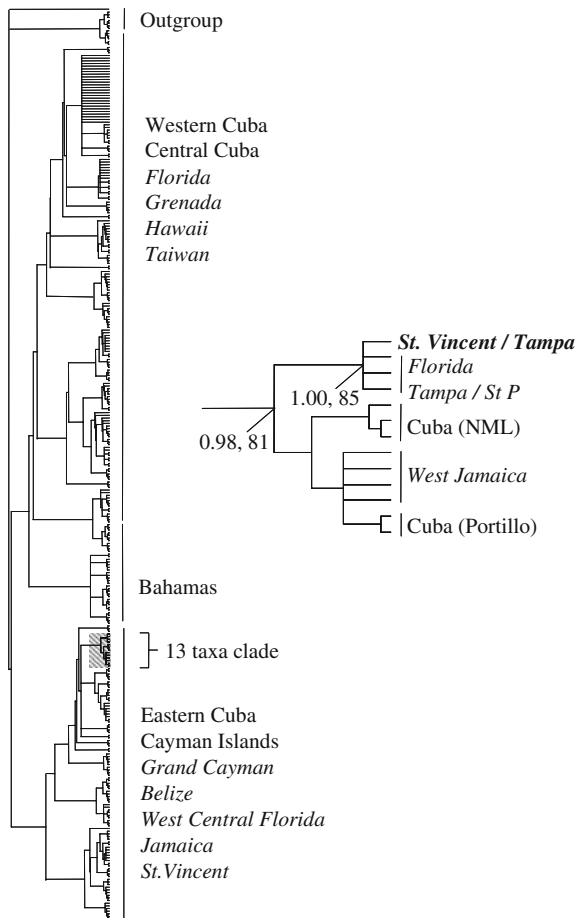 Outgroup
Western Cuba
Central Cuba
Florida
Grenada
Hawaii
Taiwan
St. Vincent / Tampa
Florida
Tampa / St P
1.00, 85
Cuba (NML)
0.98, 81
West Jamaica
Cuba (Portillo)
Bahamas
13 taxa clade
Eastern Cuba
Cayman Islands
Grand Cayman
Belize
West Central Florida
Jamaica
St.Vincent